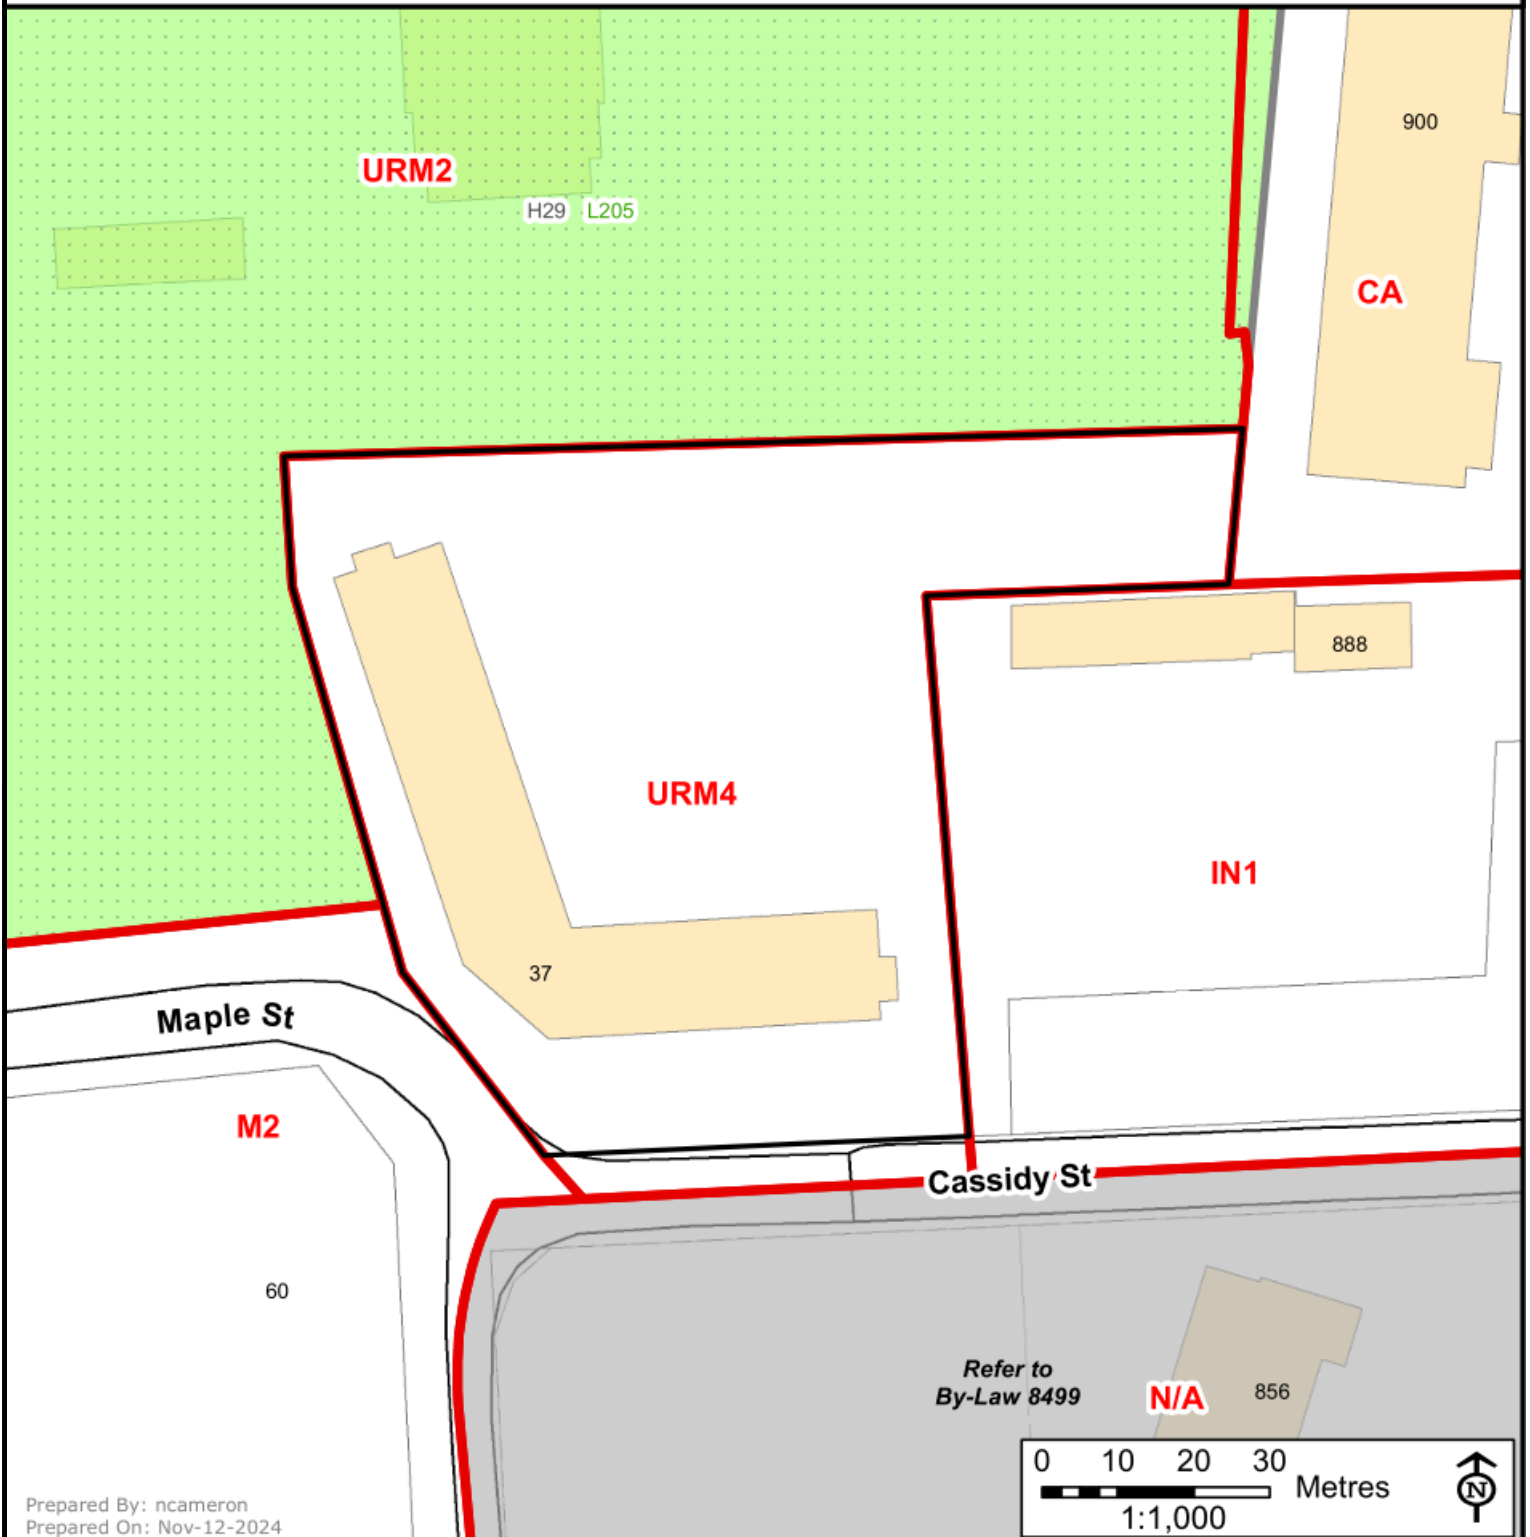 900
URM2
H29 L205
CA
888
URM4
IN1
37
Maple St
M2
Cassidy St
60
Refer to
By-Law 8499
N/A
856
0 10 20 30
Metres
1:1,000
N
Prepared By: ncameron
Prepared On: Nov-12-2024